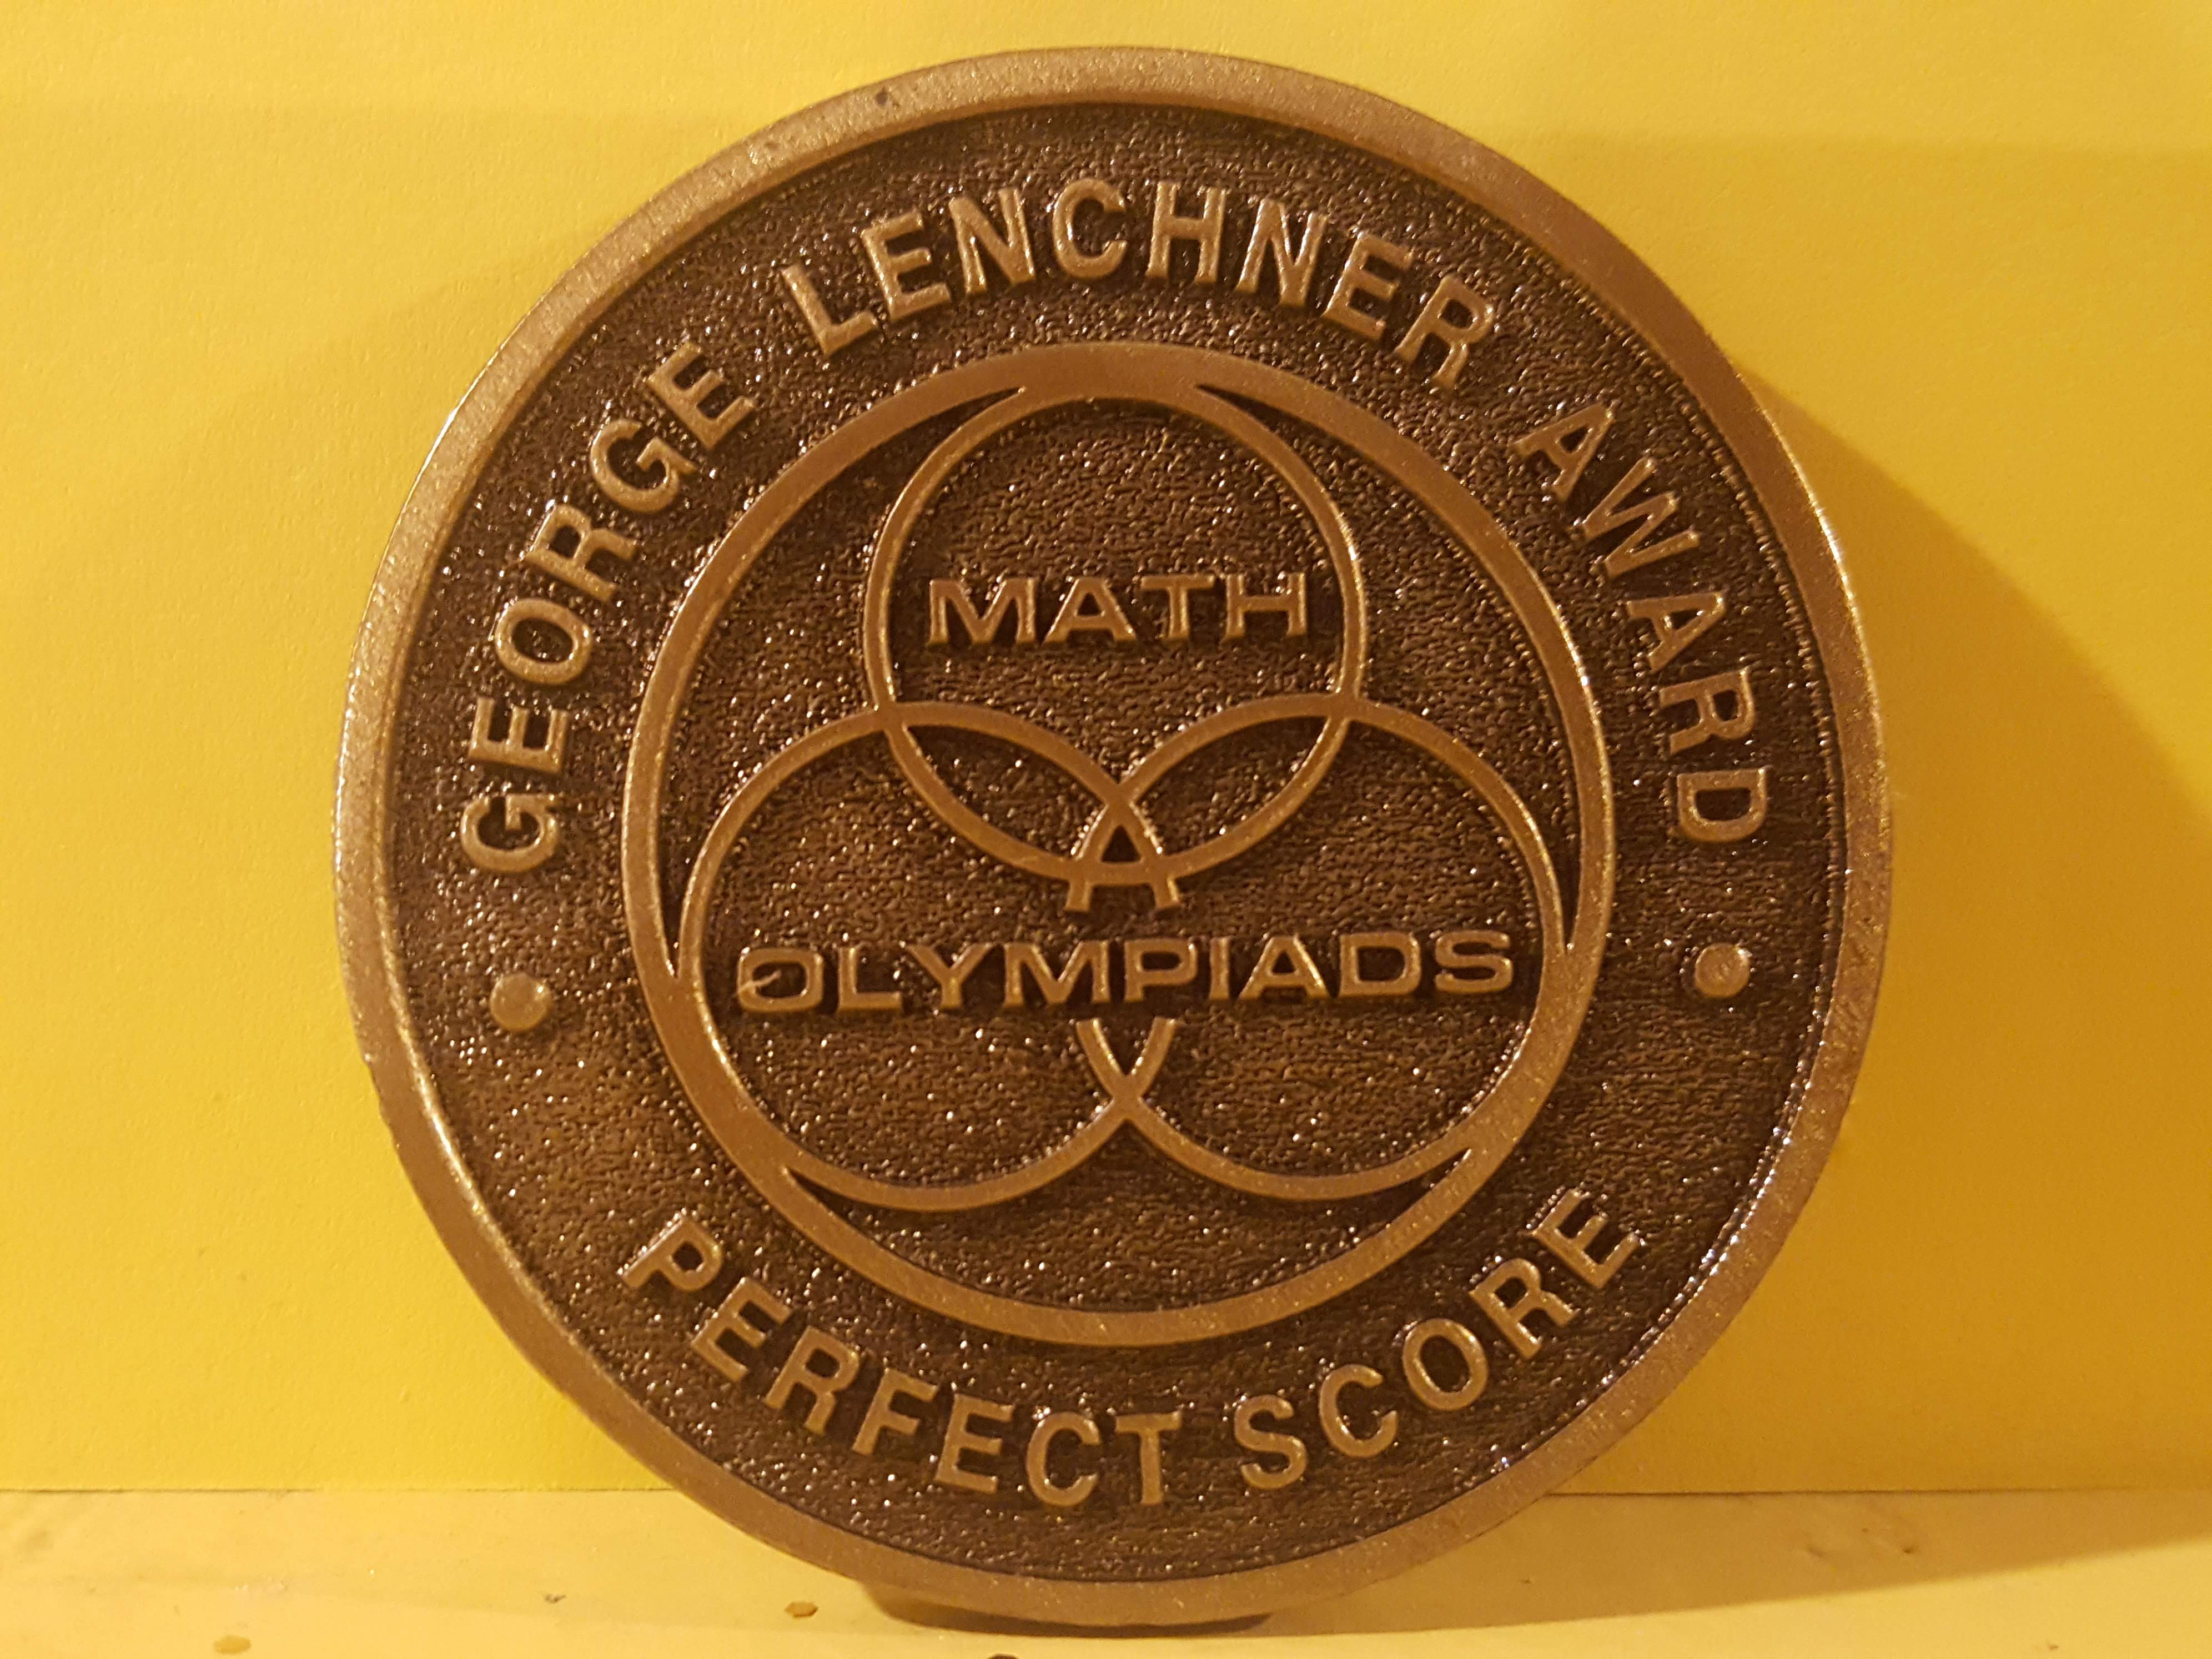 GEORGE LENCHNER AWARD
MATH
OLYMPIADS
PERFECT SCORE